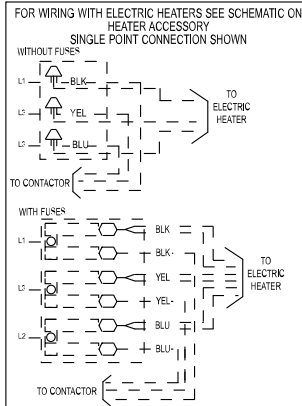 FOR WIRING WITH ELECTRIC HEATERS SEE SCHEMATIC ON
HEATER ACCESSORY
SINGLE POINT CONNECTION SHOWN
WITHOUT FUSES
L1
BLK
L3
YEL
L2
BLU
TO
ELECTRIC
HEATER
TO CONTACTOR
WITH FUSES
L1
BLK
BLK
L3
YEL
YEL
L2
BLU
BLU
TO
ELECTRIC
HEATER
TO CONTACTOR